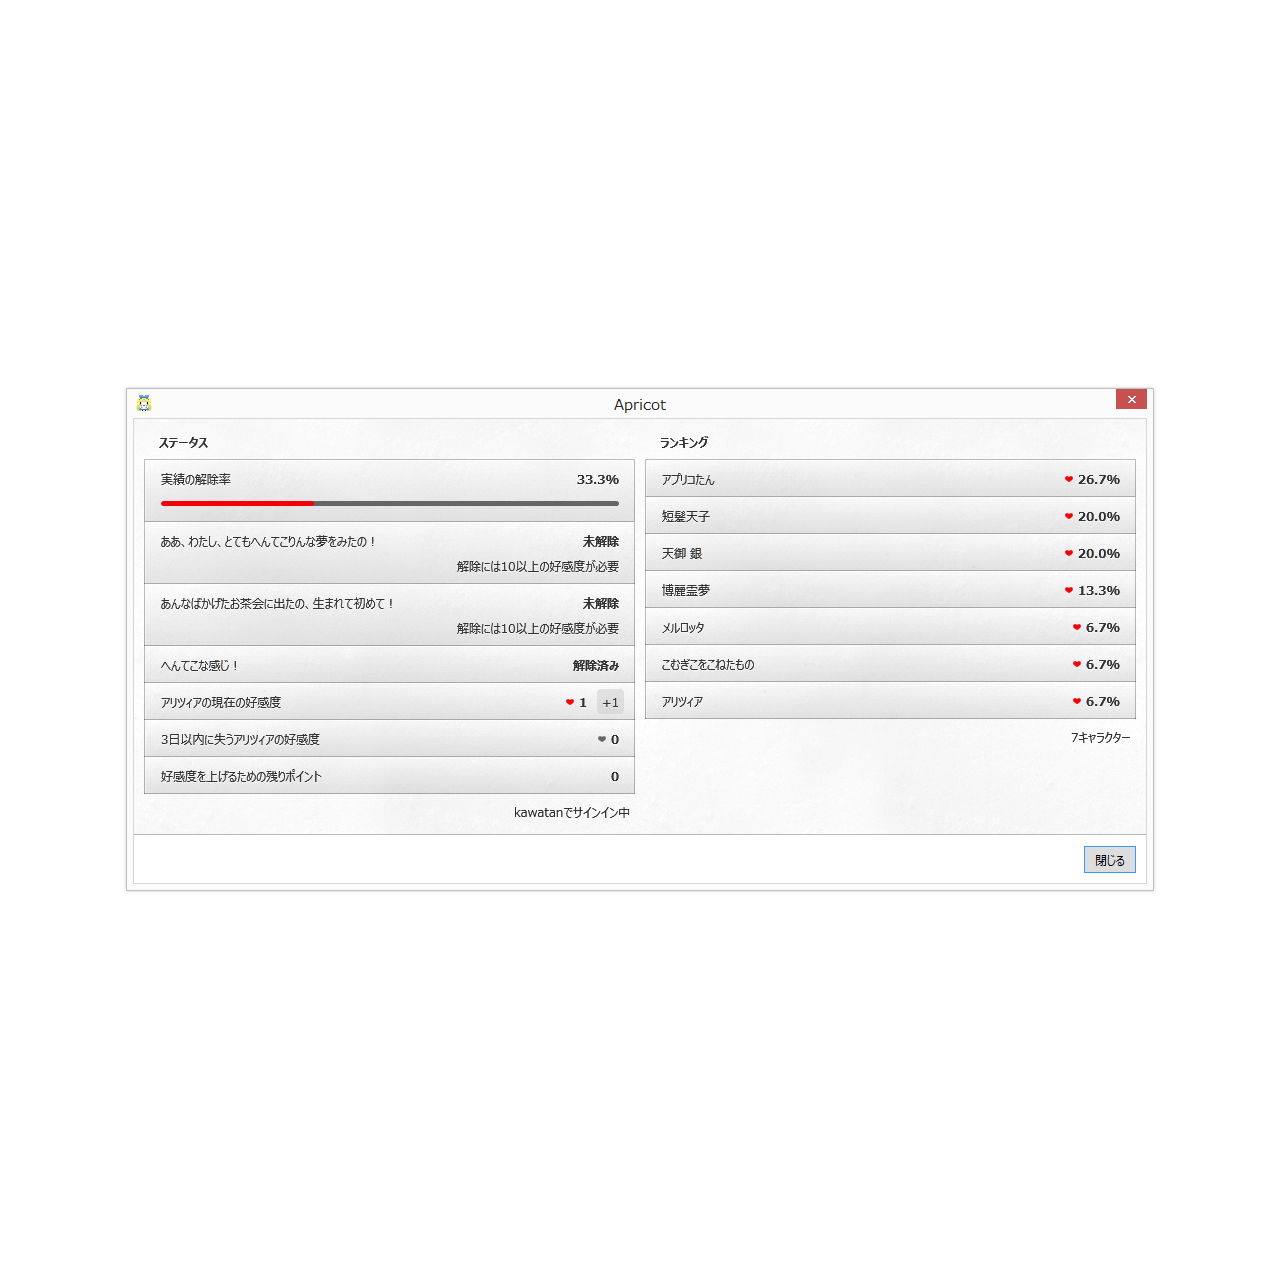 Apricot
ステータス
実績の解除率 33.3%
ああ、わたし、とてもへんてこりんな夢をみたの！ 未解除
解除には10以上の好感度が必要
あんなばかげたお茶会に出たの、生まれて初めて！ 未解除
解除には10以上の好感度が必要
へんてこな感じ！ 解除済み
アリツィアの現在の好感度 1 +1
3日以内に失うアリツィアの好感度 0
好感度を上げるための残りポイント 0
kawatanでサインイン中
ランキング
アプリコたん 26.7%
短髪天子 20.0%
天御 銀 20.0%
博麗霊夢 13.3%
メルロッタ 6.7%
こむぎこをこねたもの 6.7%
アリツィア 6.7%
7キャラクター
閉じる